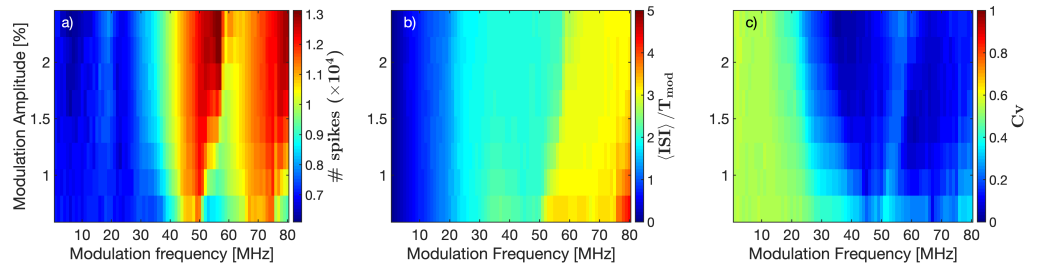 a)
Modulation Amplitude [%]
2
1.5
1
10 20 30 40 50 60 70 80
Modulation frequency [MHz]
1.3
1.2
1.1
1
0.9
0.8
0.7
# spikes (×10⁴)
b)
2
1.5
1
10 20 30 40 50 60 70 80
Modulation Frequency [MHz]
5
4
3
2
1
0
⟨ISI⟩ /T_mod
c)
2
1.5
1
10 20 30 40 50 60 70 80
Modulation Frequency [MHz]
1
0.8
0.6
0.4
0.2
0
Cv